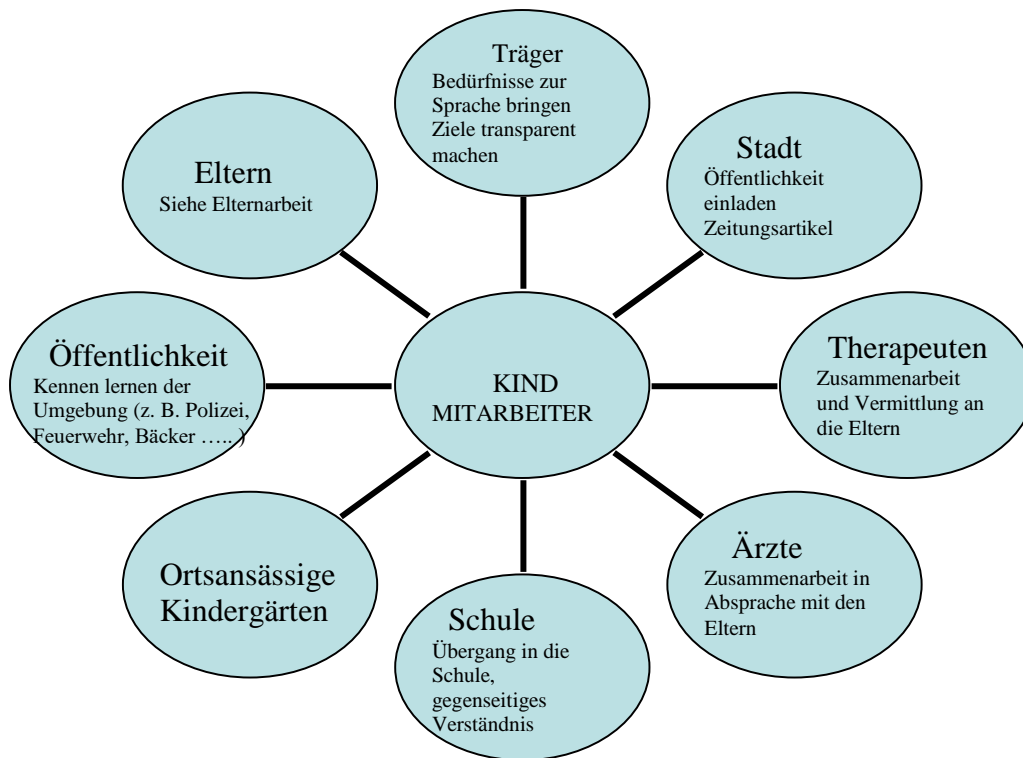 Träger
Bedürfnisse zur
Sprache bringen
Ziele transparent
machen
Stadt
Öffentlichkeit
einladen
Zeitungsartikel
Therapeuten
Zusammenarbeit
und Vermittlung an
die Eltern
Ärzte
Zusammenarbeit in
Absprache mit den
Eltern
Schule
Übergang in die
Schule,
gegenseitiges
Verständnis
Ortsansässige
Kindergärten
Öffentlichkeit
Kennen lernen der
Umgebung (z. B. Polizei,
Feuerwehr, Bäcker ….. )
Eltern
Siehe Elternarbeit
KIND
MITARBEITER